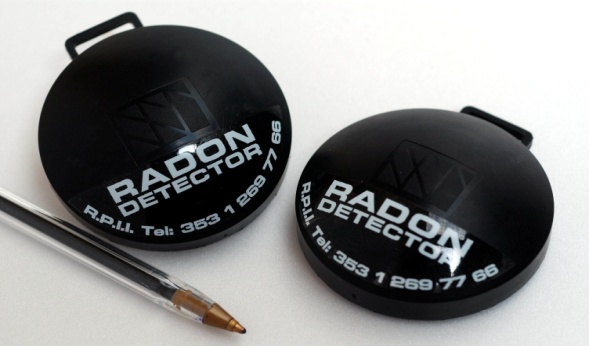 RADON
DETECTOR
R.P.I.I. Tel: 353 1 269 77 66
RADON
DETECTOR
R.P.I.I. Tel: 353 1 269 77 66